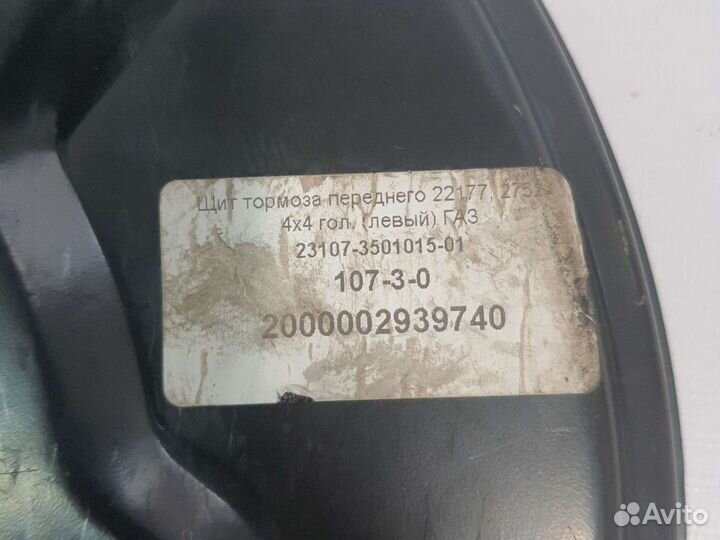 Щит тормоза переднего 22177,
4х4 гол. (левый) ГАЗ
23107-3501015-01
107-3-0
2000002939740
Avito